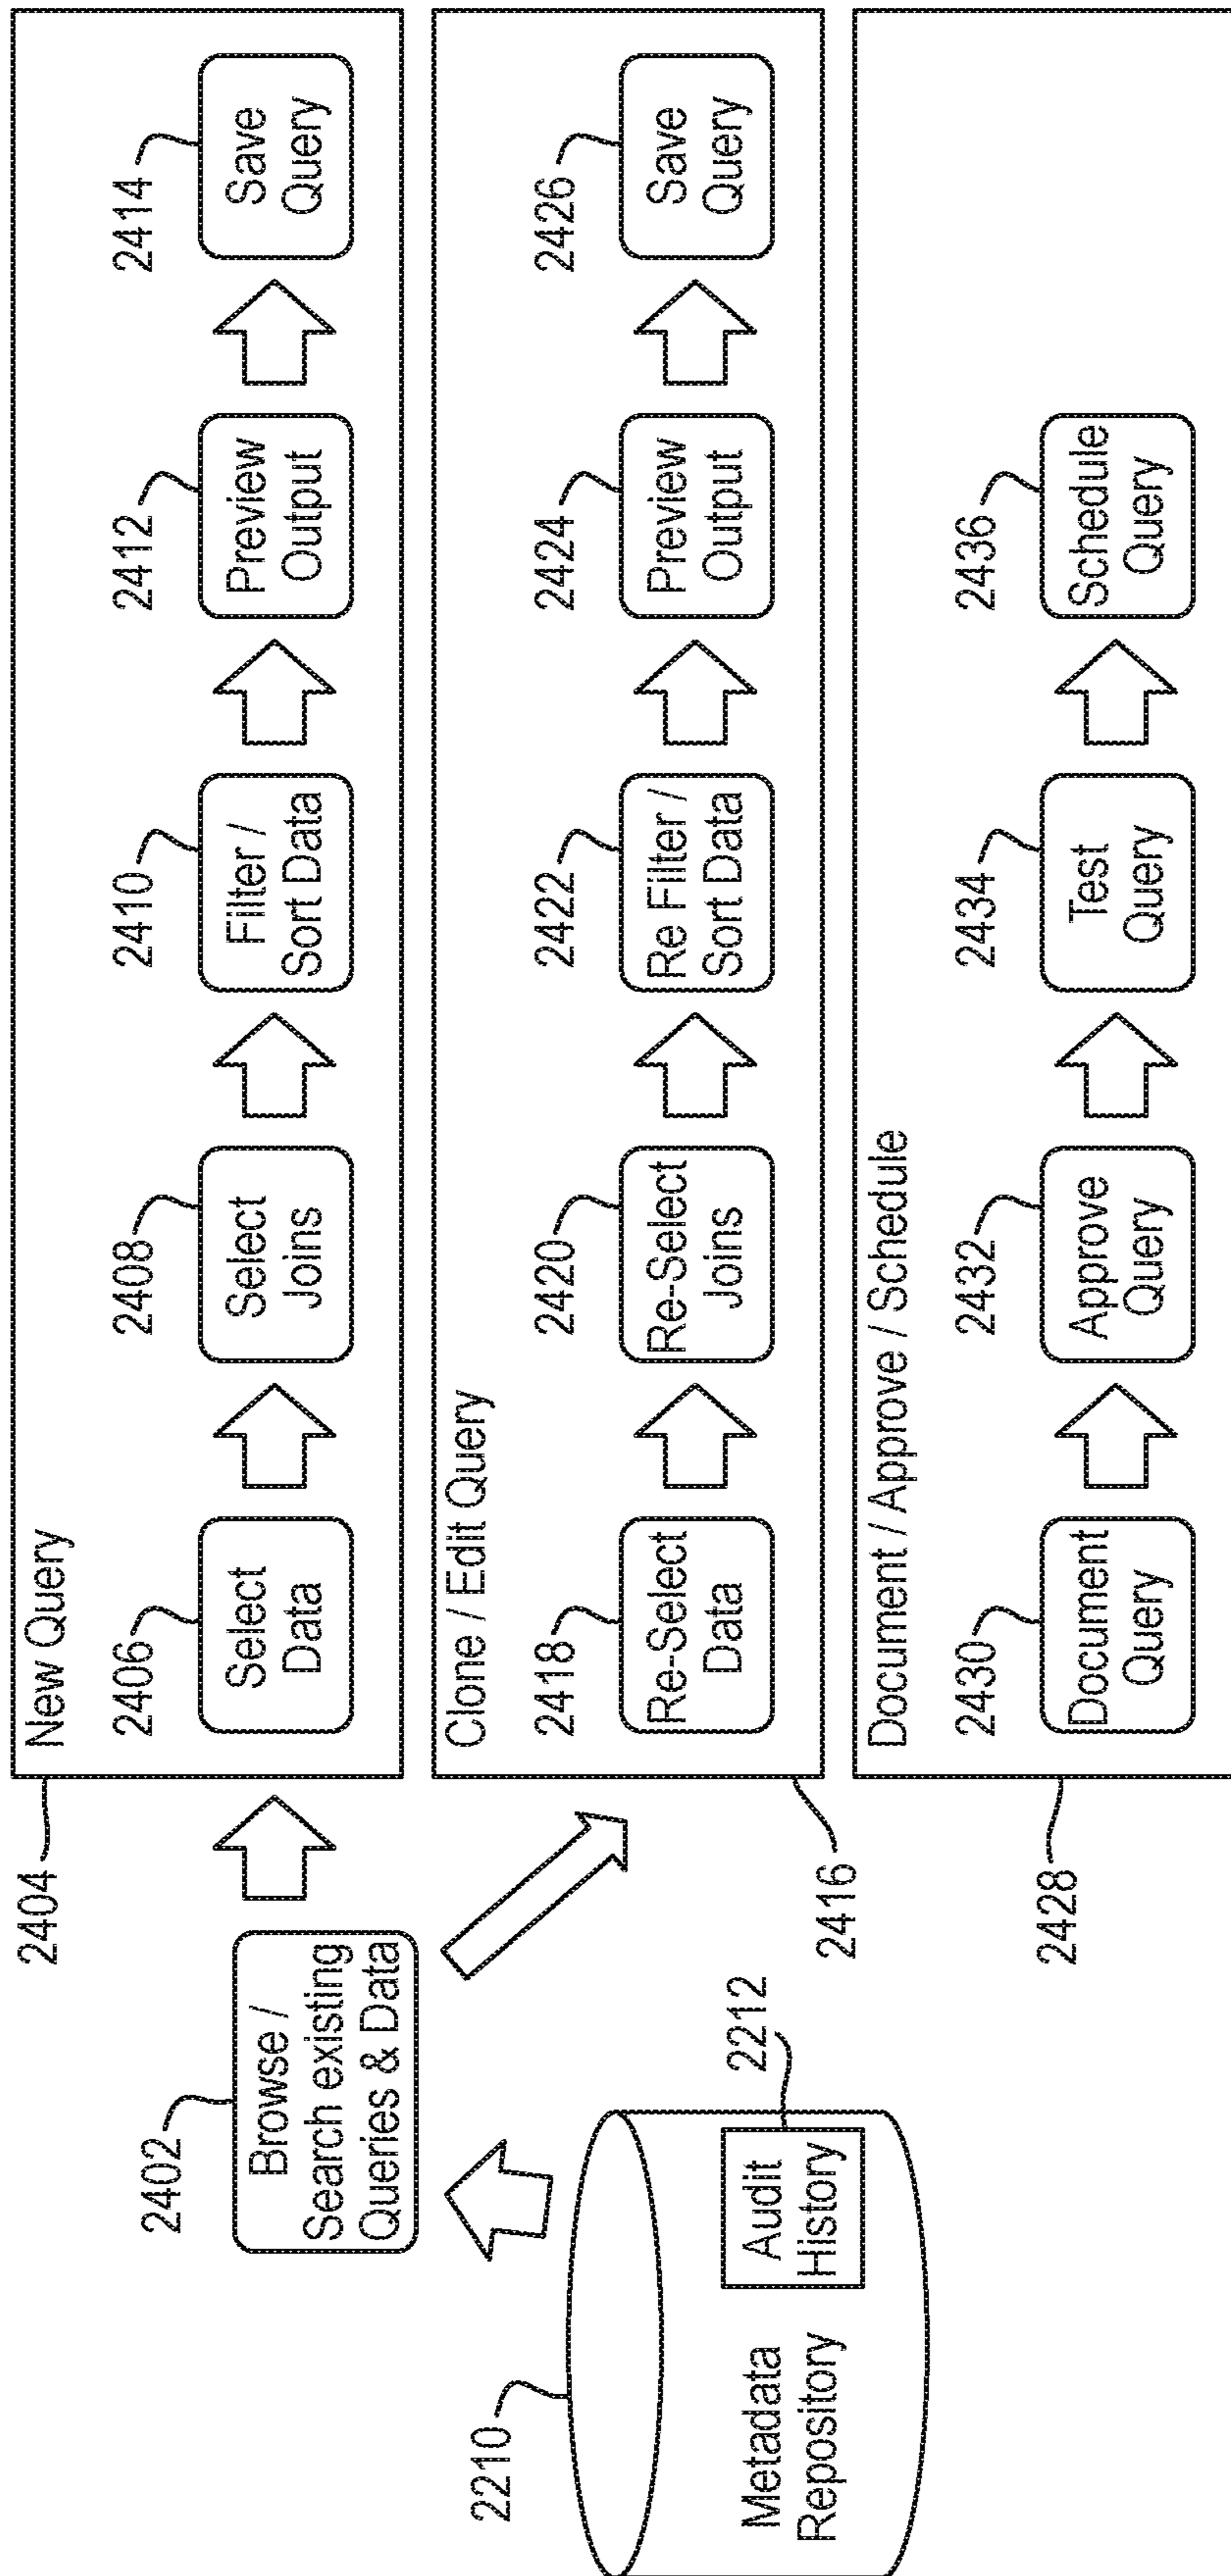 2404
New Query
2406
Select
Data
2408
Select
Joins
2410
Filter /
Sort Data
2412
Preview
Output
2414
Save
Query
2402
Browse /
Search existing
Queries & Data
2416
Clone / Edit Query
2418
Re-Select
Data
2420
Re-Select
Joins
2422
Re Filter /
Sort Data
2424
Preview
Output
2426
Save
Query
2210
Metadata
Repository
2212
Audit
History
2428
Document / Approve / Schedule
2430
Document
Query
2432
Approve
Query
2434
Test
Query
2436
Schedule
Query